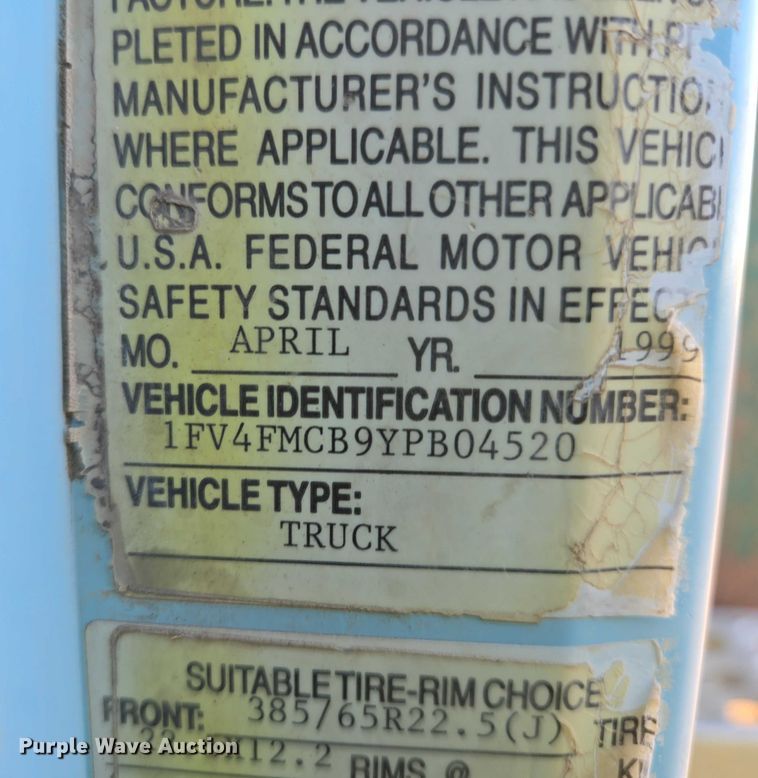 PLETED IN ACCORDANCE WITH
MANUFACTURER'S INSTRUCTIO
WHERE APPLICABLE. THIS VEHIC
CONFORMS TO ALL OTHER APPLICAB
U.S.A. FEDERAL MOTOR VEHIC
SAFETY STANDARDS IN EFFEC
MO. APRIL YR. 1999
VEHICLE IDENTIFICATION NUMBER:
1FV4FMCB9YPB04520
VEHICLE TYPE:
TRUCK
SUITABLE TIRE-RIM CHOICE
FRONT: 385/65R22.5(J) TIRE
12.2 RIMS @
Purple Wave Auction